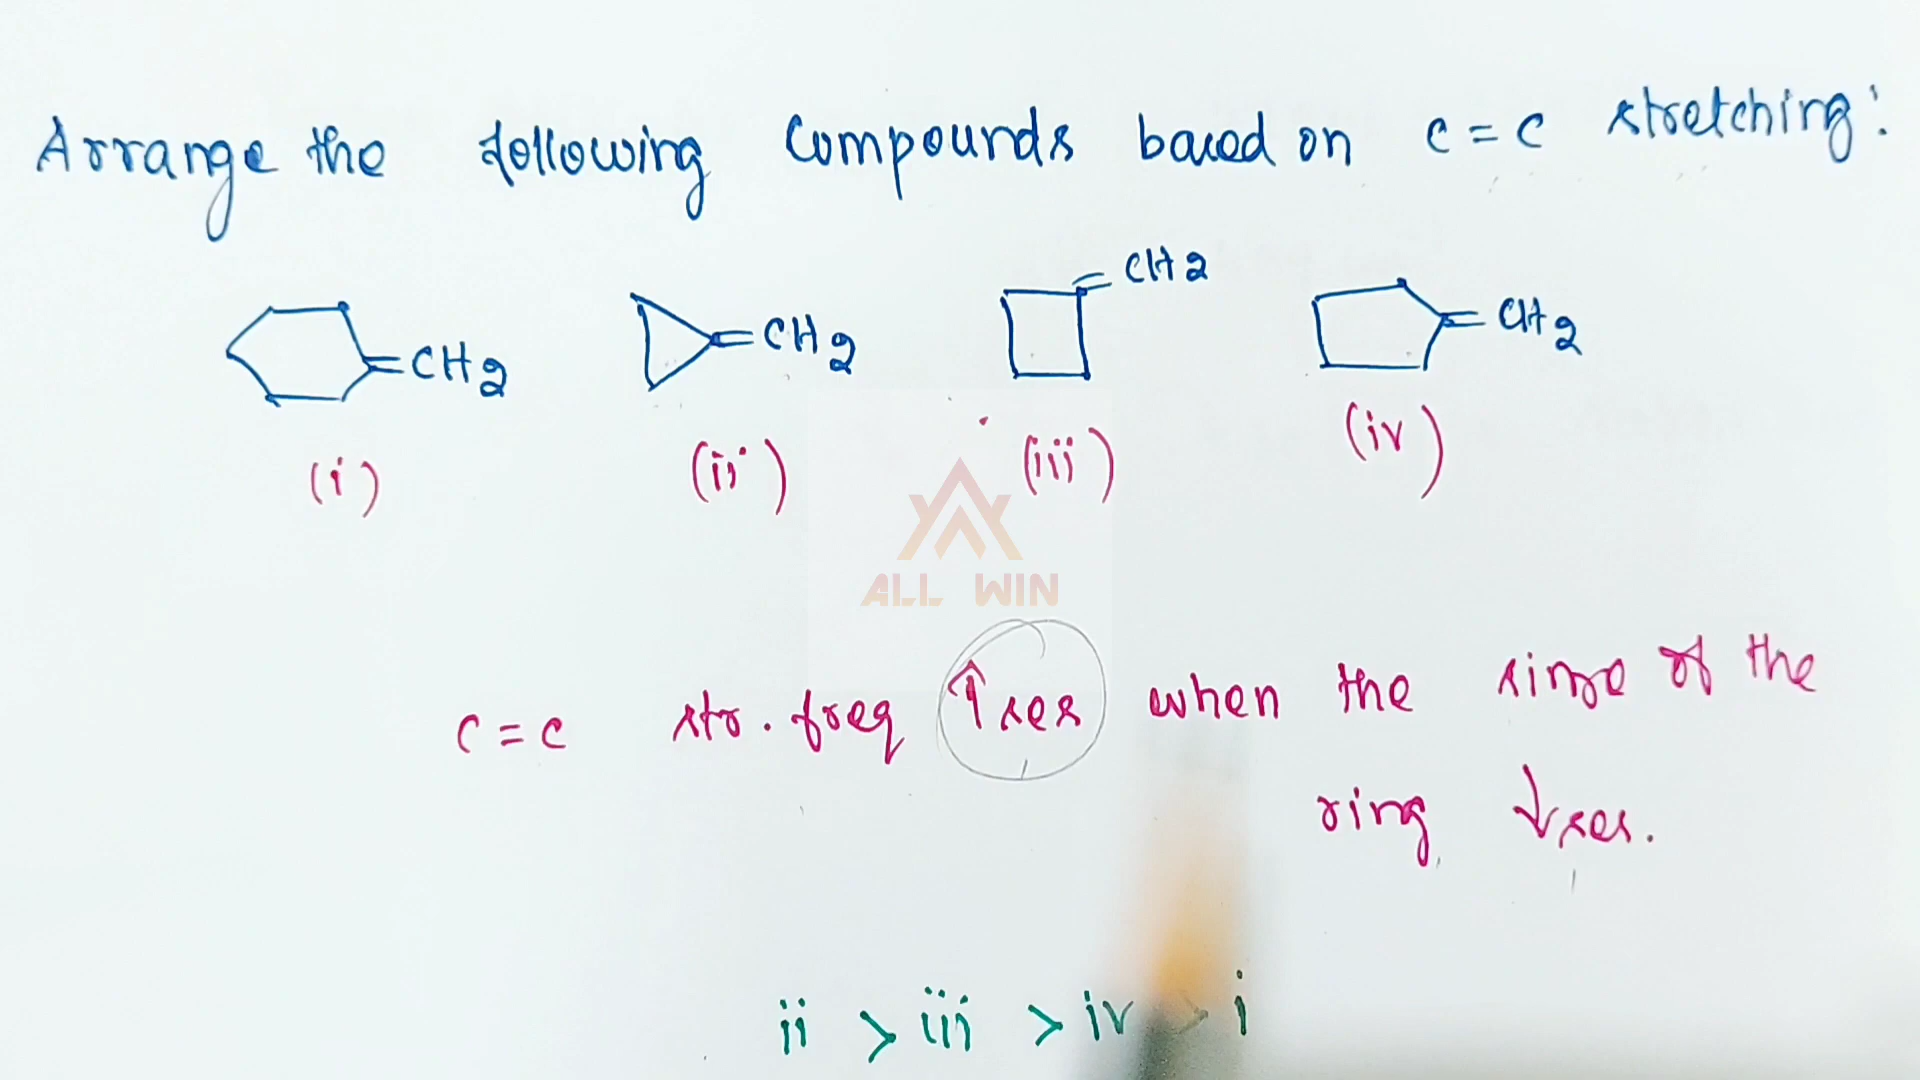 Arrange the following compounds based on C=C stretching:
=CH2 =CH2 =CH2 =CH2
(i) (ii) (iii) (iv)
ALL WIN
C=C str. freq ↑ses when the size of the
ring ↓ses.
ii > iii > iv > i